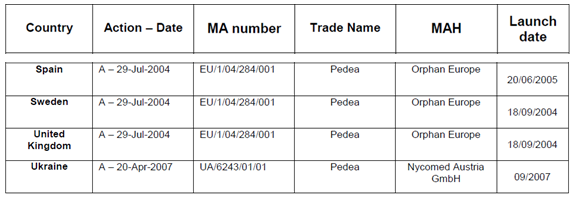 Country Action – Date MA number Trade Name MAH Launch date
Spain A – 29-Jul-2004 EU/1/04/284/001 Pedea Orphan Europe 20/06/2005
Sweden A – 29-Jul-2004 EU/1/04/284/001 Pedea Orphan Europe 18/09/2004
United Kingdom A – 29-Jul-2004 EU/1/04/284/001 Pedea Orphan Europe 18/09/2004
Ukraine A – 20-Apr-2007 UA/6243/01/01 Pedea Nycomed Austria GmbH 09/2007